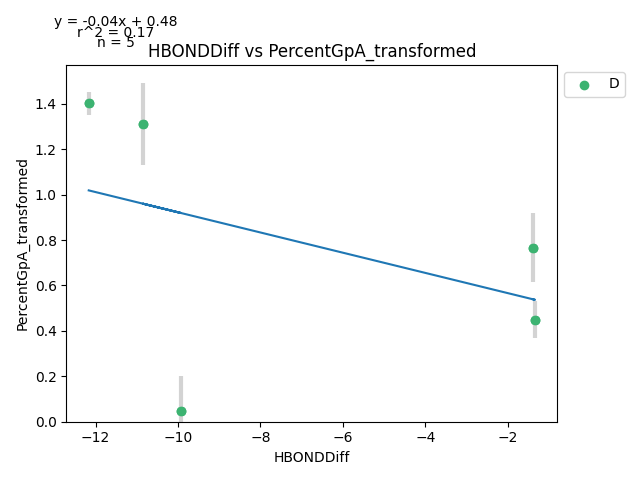 y = -0.04x + 0.48
r^2 = 0.17
n = 5
HBONDDiff vs PercentGpA_transformed
D
PercentGpA_transformed
1.4
1.2
1.0
0.8
0.6
0.4
0.2
0.0
−12
−10
−8
−6
−4
−2
HBONDDiff